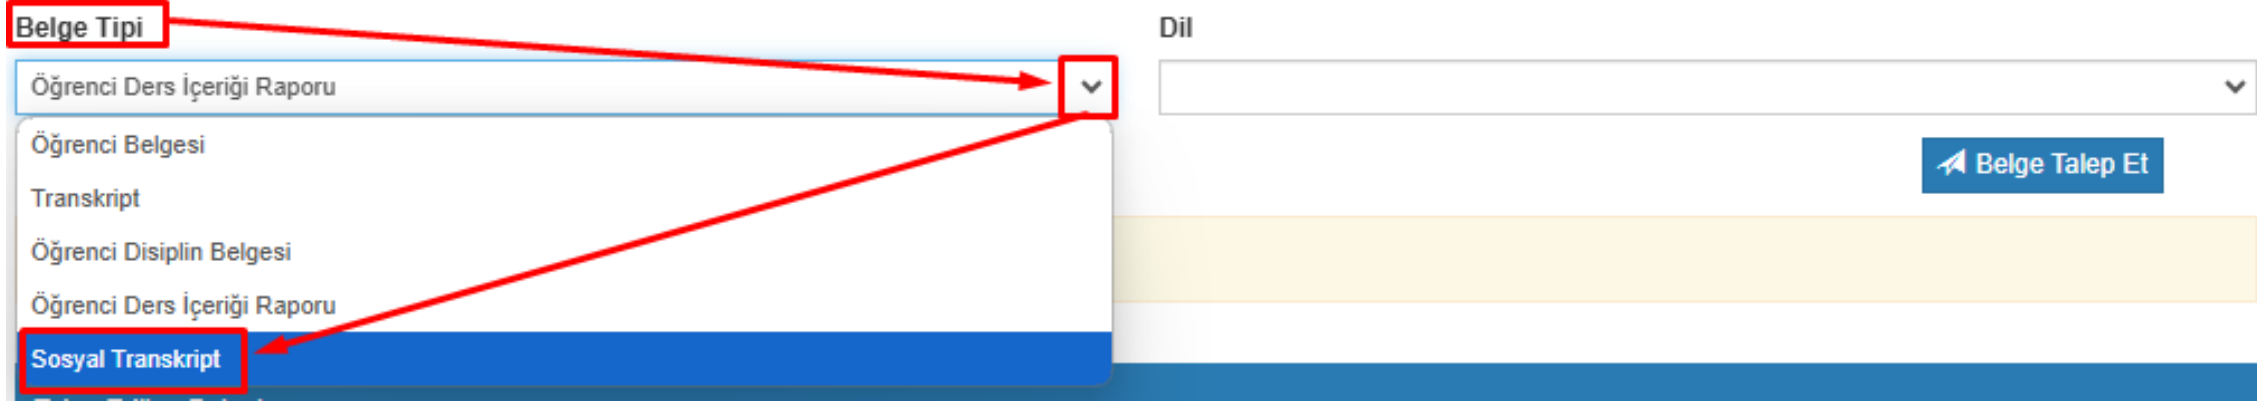 Belge Tipi
Dil
Öğrenci Ders İçeriği Raporu
Öğrenci Belgesi
Transkript
Öğrenci Disiplin Belgesi
Öğrenci Ders İçeriği Raporu
Sosyal Transkript
Belge Talep Et